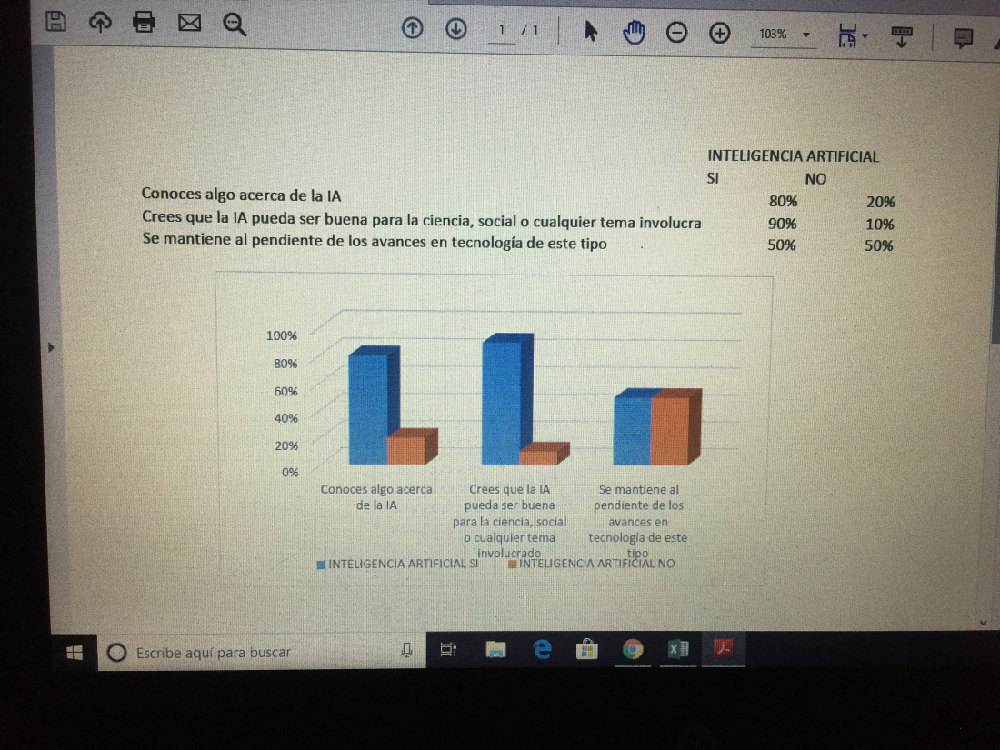 1 / 1
103%
INTELIGENCIA ARTIFICIAL
SI NO
Conoces algo acerca de la IA 80% 20%
Crees que la IA pueda ser buena para la ciencia, social o cualquier tema involucra 90% 10%
Se mantiene al pendiente de los avances en tecnología de este tipo 50% 50%
100%
80%
60%
40%
20%
0%
Conoces algo acerca
de la IA
Crees que la IA
pueda ser buena
para la ciencia, social
o cualquier tema
involucrado
Se mantiene al
pendiente de los
avances en
tecnología de este
tipo
INTELIGENCIA ARTIFICIAL SI INTELIGENCIA ARTIFICIAL NO
Escribe aquí para buscar